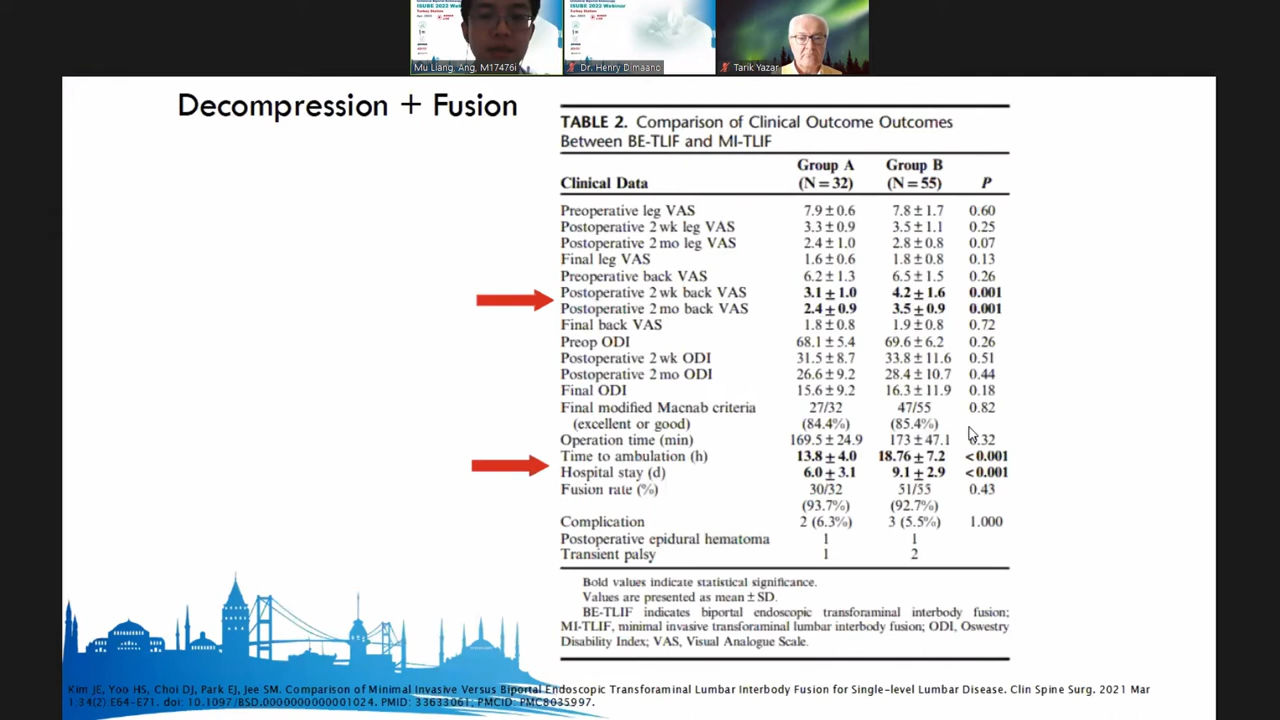 ISUBE 2022 Webinar
Turkey Station
ISUBE 2022 Webinar
Turkey Station
Mu Liang, Ang, M17476i
Dr. Henry Dimaano
Tarik Yazar
Decompression + Fusion
TABLE 2. Comparison of Clinical Outcome Outcomes
Between BE-TLIF and MI-TLIF
Group A Group B
Clinical Data (N = 32) (N = 55) P
Preoperative leg VAS 7.9 ± 0.6 7.8 ± 1.7 0.60
Postoperative 2 wk leg VAS 3.3 ± 0.9 3.5 ± 1.1 0.25
Postoperative 2 mo leg VAS 2.4 ± 1.0 2.8 ± 0.8 0.07
Final leg VAS 1.6 ± 0.6 1.8 ± 0.8 0.13
Preoperative back VAS 6.2 ± 1.3 6.5 ± 1.5 0.26
Postoperative 2 wk back VAS 3.1 ± 1.0 4.2 ± 1.6 0.001
Postoperative 2 mo back VAS 2.4 ± 0.9 3.5 ± 0.9 0.001
Final back VAS 1.8 ± 0.8 1.9 ± 0.8 0.72
Preop ODI 68.1 ± 5.4 69.6 ± 6.2 0.26
Postoperative 2 wk ODI 31.5 ± 8.7 33.8 ± 11.6 0.51
Postoperative 2 mo ODI 26.6 ± 9.2 28.4 ± 10.7 0.44
Final ODI 15.6 ± 9.2 16.3 ± 11.9 0.18
Final modified Macnab criteria 27/32 47/55 0.82
(excellent or good) (84.4%) (85.4%)
Operation time (min) 169.5 ± 24.9 173 ± 47.1 0.32
Time to ambulation (h) 13.8 ± 4.0 18.76 ± 7.2 < 0.001
Hospital stay (d) 6.0 ± 3.1 9.1 ± 2.9 < 0.001
Fusion rate (%) 30/32 51/55 0.43
(93.7%) (92.7%)
Complication 2 (6.3%) 3 (5.5%) 1.000
Postoperative epidural hematoma 1 1
Transient palsy 1 2
Bold values indicate statistical significance.
Values are presented as mean ± SD.
BE-TLIF indicates biportal endoscopic transforaminal interbody fusion;
MI-TLIF, minimal invasive transforaminal lumbar interbody fusion; ODI, Oswestry
Disability Index; VAS, Visual Analogue Scale.
Kim JE, Yoo HS, Choi DJ, Park EJ, Jee SM. Comparison of Minimal Invasive Versus Biportal Endoscopic Transforaminal Lumbar Interbody Fusion for Single-level Lumbar Disease. Clin Spine Surg. 2021 Mar
1;34(2):E64-E71. doi: 10.1097/BSD.0000000000001024. PMID: 33633061; PMCID: PMC8035997.